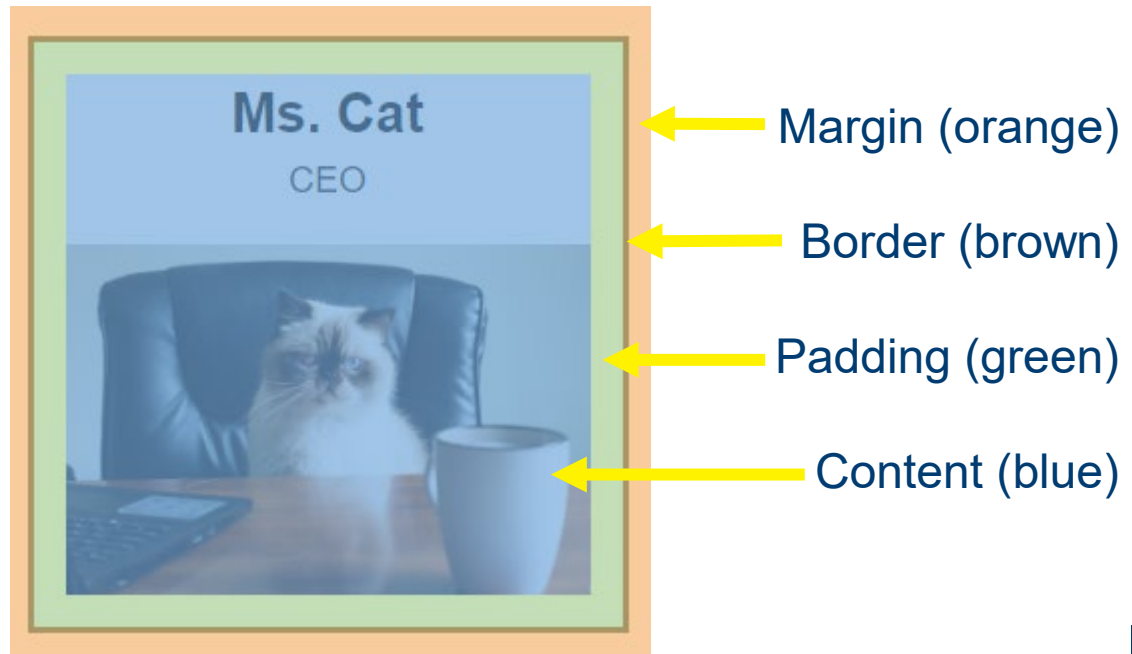 Ms. Cat
CEO
Margin (orange)
Border (brown)
Padding (green)
Content (blue)